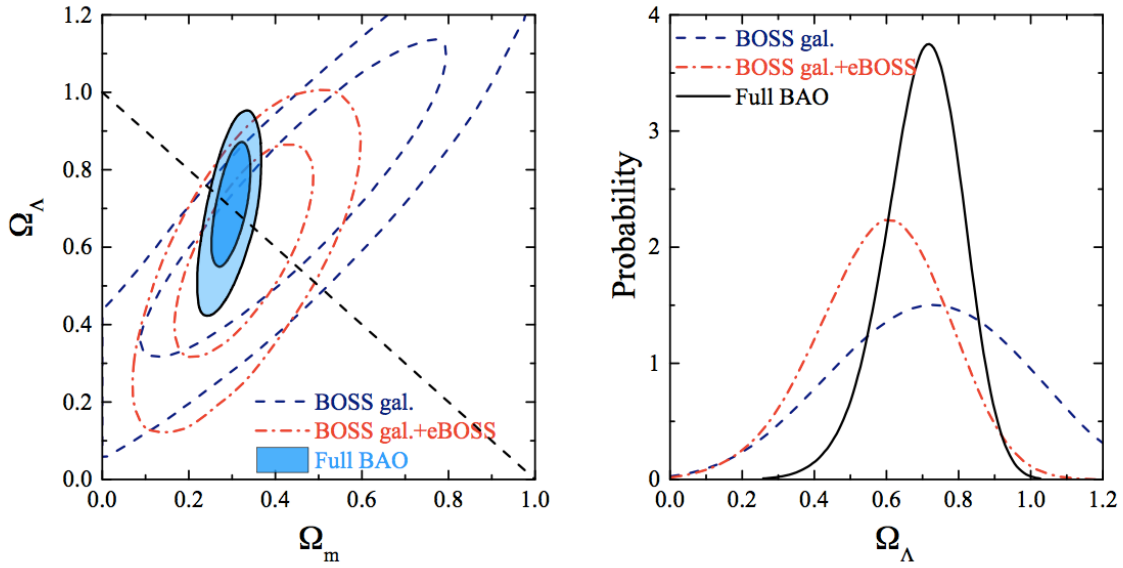 1.2
1.0
0.8
0.6
0.4
0.2
0.0
Ω_Λ
BOSS gal.
BOSS gal.+eBOSS
Full BAO
0.0 0.2 0.4 0.6 0.8 1.0
Ω_m
4
3
2
1
0
Probability
BOSS gal.
BOSS gal.+eBOSS
Full BAO
0.0 0.2 0.4 0.6 0.8 1.0 1.2
Ω_Λ